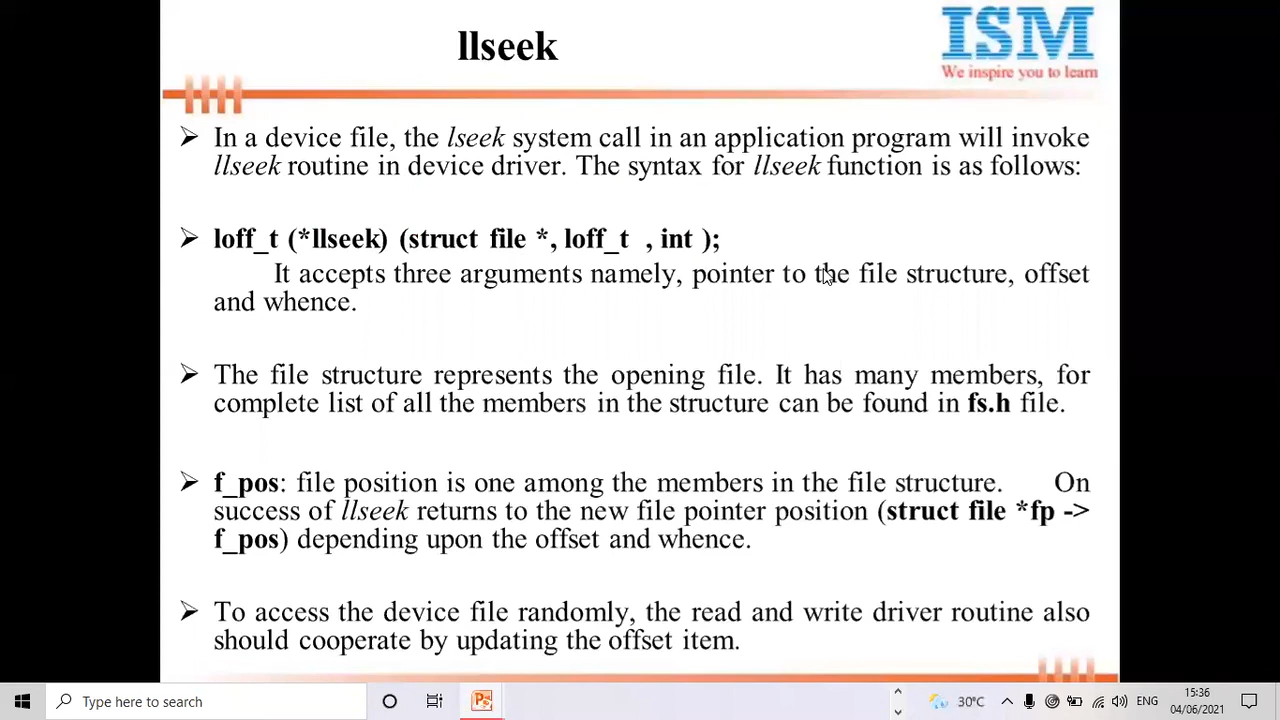 llseek
ISM
We inspire you to learn
➢ In a device file, the lseek system call in an application program will invoke
llseek routine in device driver. The syntax for llseek function is as follows:
➢ loff_t (*llseek) (struct file *, loff_t , int );
It accepts three arguments namely, pointer to the file structure, offset
and whence.
➢ The file structure represents the opening file. It has many members, for
complete list of all the members in the structure can be found in fs.h file.
➢ f_pos: file position is one among the members in the file structure. On
success of llseek returns to the new file pointer position (struct file *fp ->
f_pos) depending upon the offset and whence.
➢ To access the device file randomly, the read and write driver routine also
should cooperate by updating the offset item.
Type here to search
30°C
ENG
15:36
04/06/2021